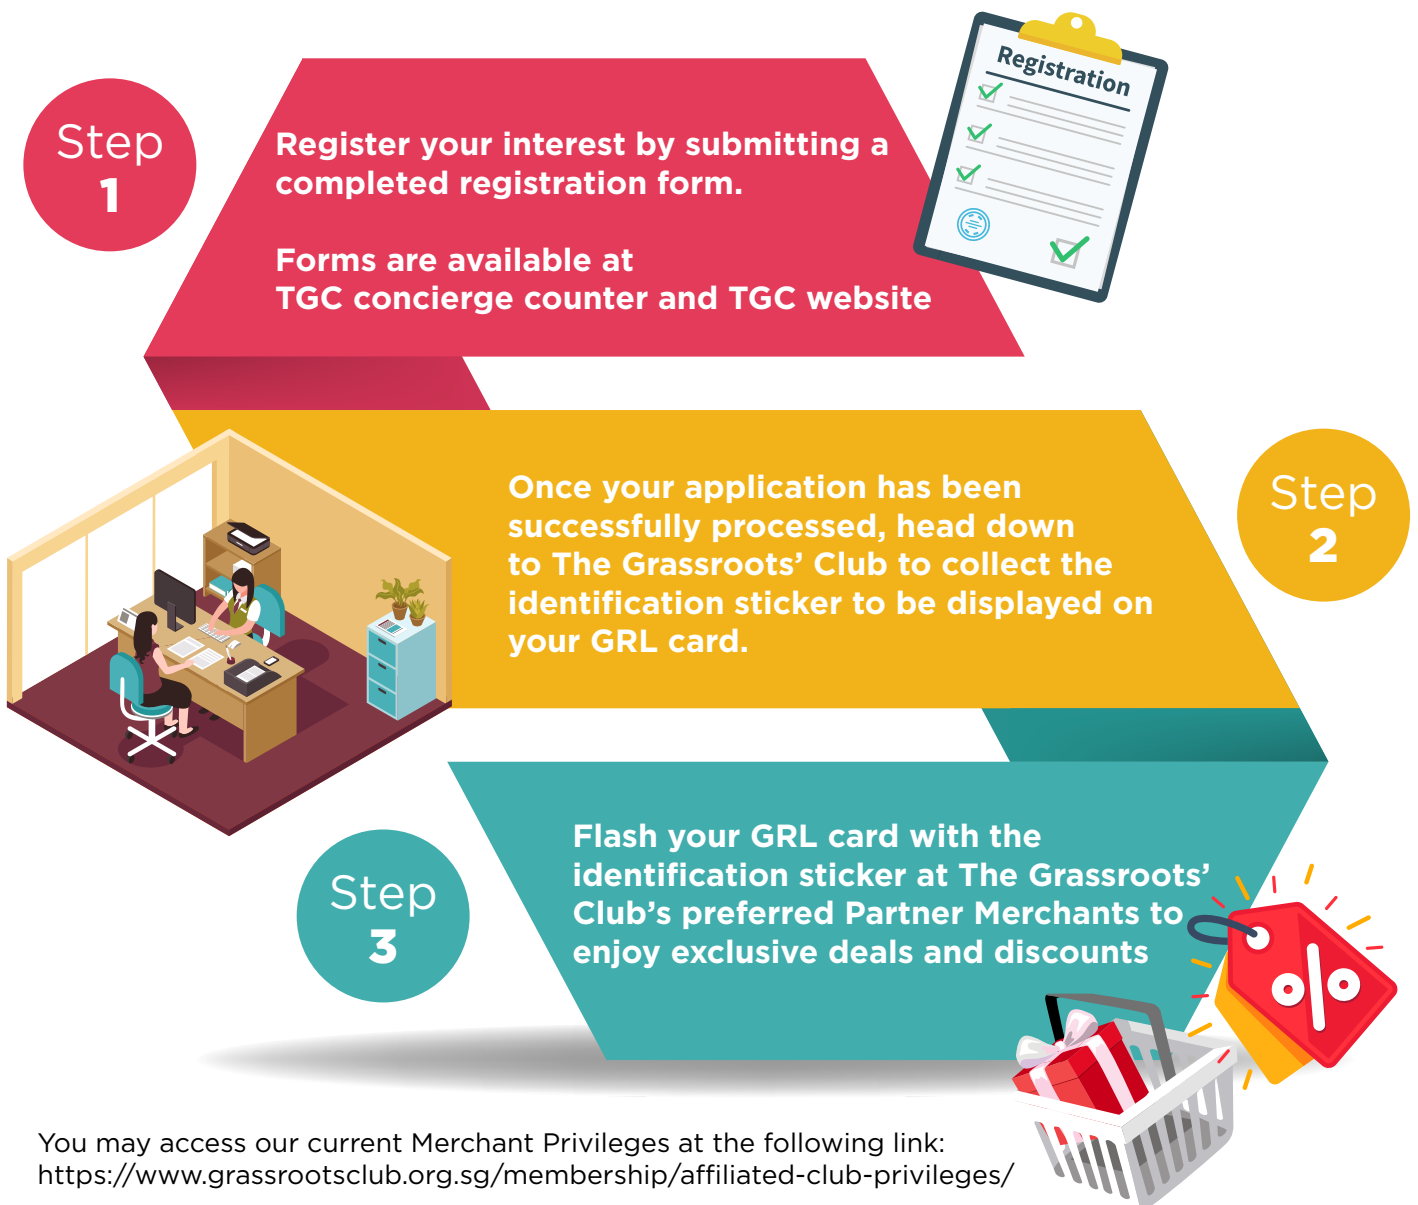 Step
1
Register your interest by submitting a
completed registration form.
Forms are available at
TGC concierge counter and TGC website
Registration
Once your application has been
successfully processed, head down
to The Grassroots’ Club to collect the
identification sticker to be displayed on
your GRL card.
Step
2
Step
3
Flash your GRL card with the
identification sticker at The Grassroots’
Club’s preferred Partner Merchants to
enjoy exclusive deals and discounts
%
You may access our current Merchant Privileges at the following link:
https://www.grassrootsclub.org.sg/membership/affiliated-club-privileges/